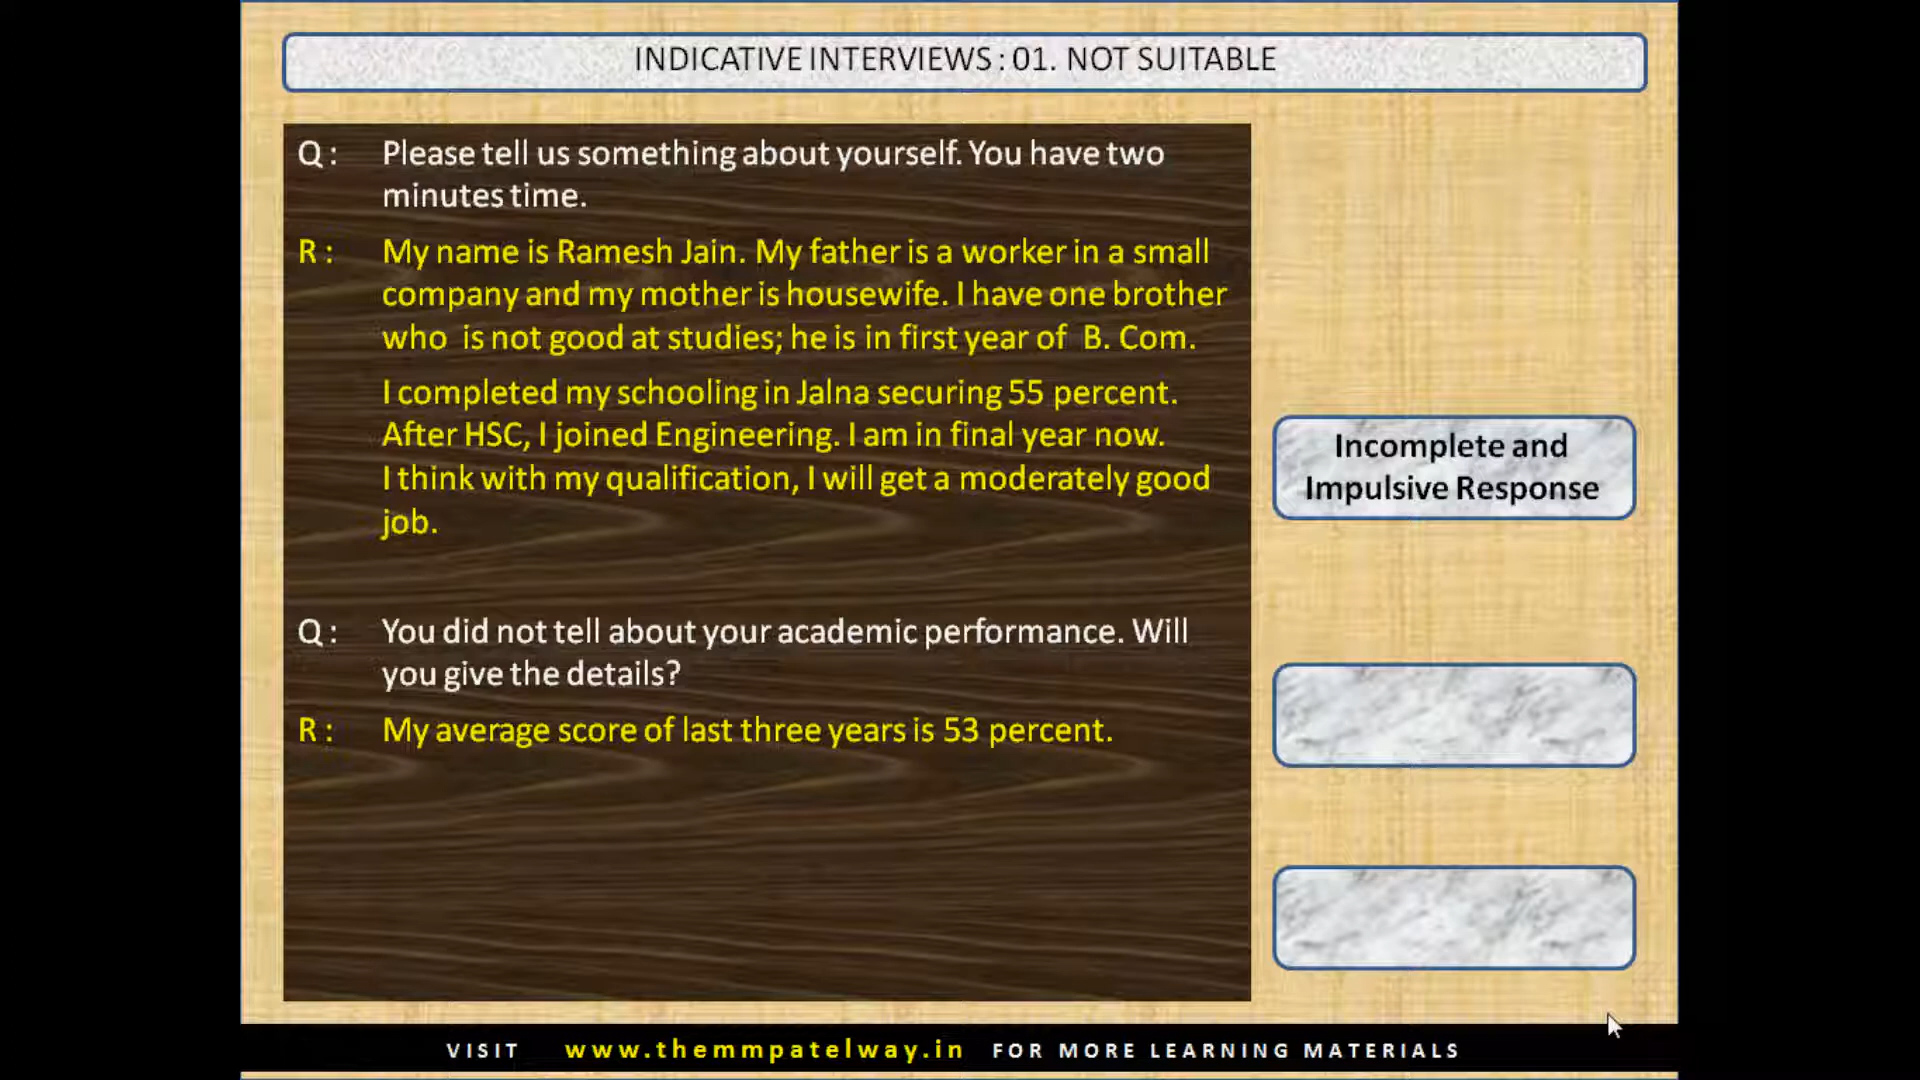 INDICATIVE INTERVIEWS : 01. NOT SUITABLE
Q : Please tell us something about yourself. You have two
minutes time.
R : My name is Ramesh Jain. My father is a worker in a small
company and my mother is housewife. I have one brother
who is not good at studies; he is in first year of B. Com.
I completed my schooling in Jalna securing 55 percent.
After HSC, I joined Engineering. I am in final year now.
I think with my qualification, I will get a moderately good
job.
Incomplete and
Impulsive Response
Q : You did not tell about your academic performance. Will
you give the details?
R : My average score of last three years is 53 percent.
VISIT www.themmpatelway.in FOR MORE LEARNING MATERIALS